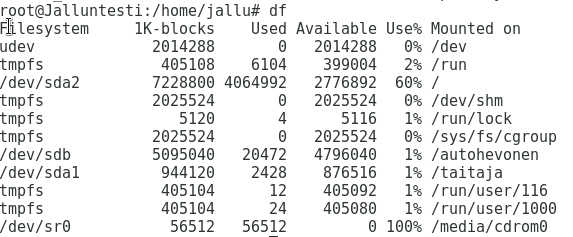 root@Jalluntesti:/home/jallu# df
Filesystem     1K-blocks    Used Available Use% Mounted on
udev             2014288       0   2014288   0% /dev
tmpfs             405108    6104    399004   2% /run
/dev/sda2        7228800 4064992   2776892  60% /
tmpfs            2025524       0   2025524   0% /dev/shm
tmpfs               5120       4      5116   1% /run/lock
tmpfs            2025524       0   2025524   0% /sys/fs/cgroup
/dev/sdb         5095040   20472   4796040   1% /autohevonen
/dev/sda1         944120    2428    876516   1% /taitaja
tmpfs             405104      12    405092   1% /run/user/116
tmpfs             405104      24    405080   1% /run/user/1000
/dev/sr0           56512   56512         0 100% /media/cdrom0